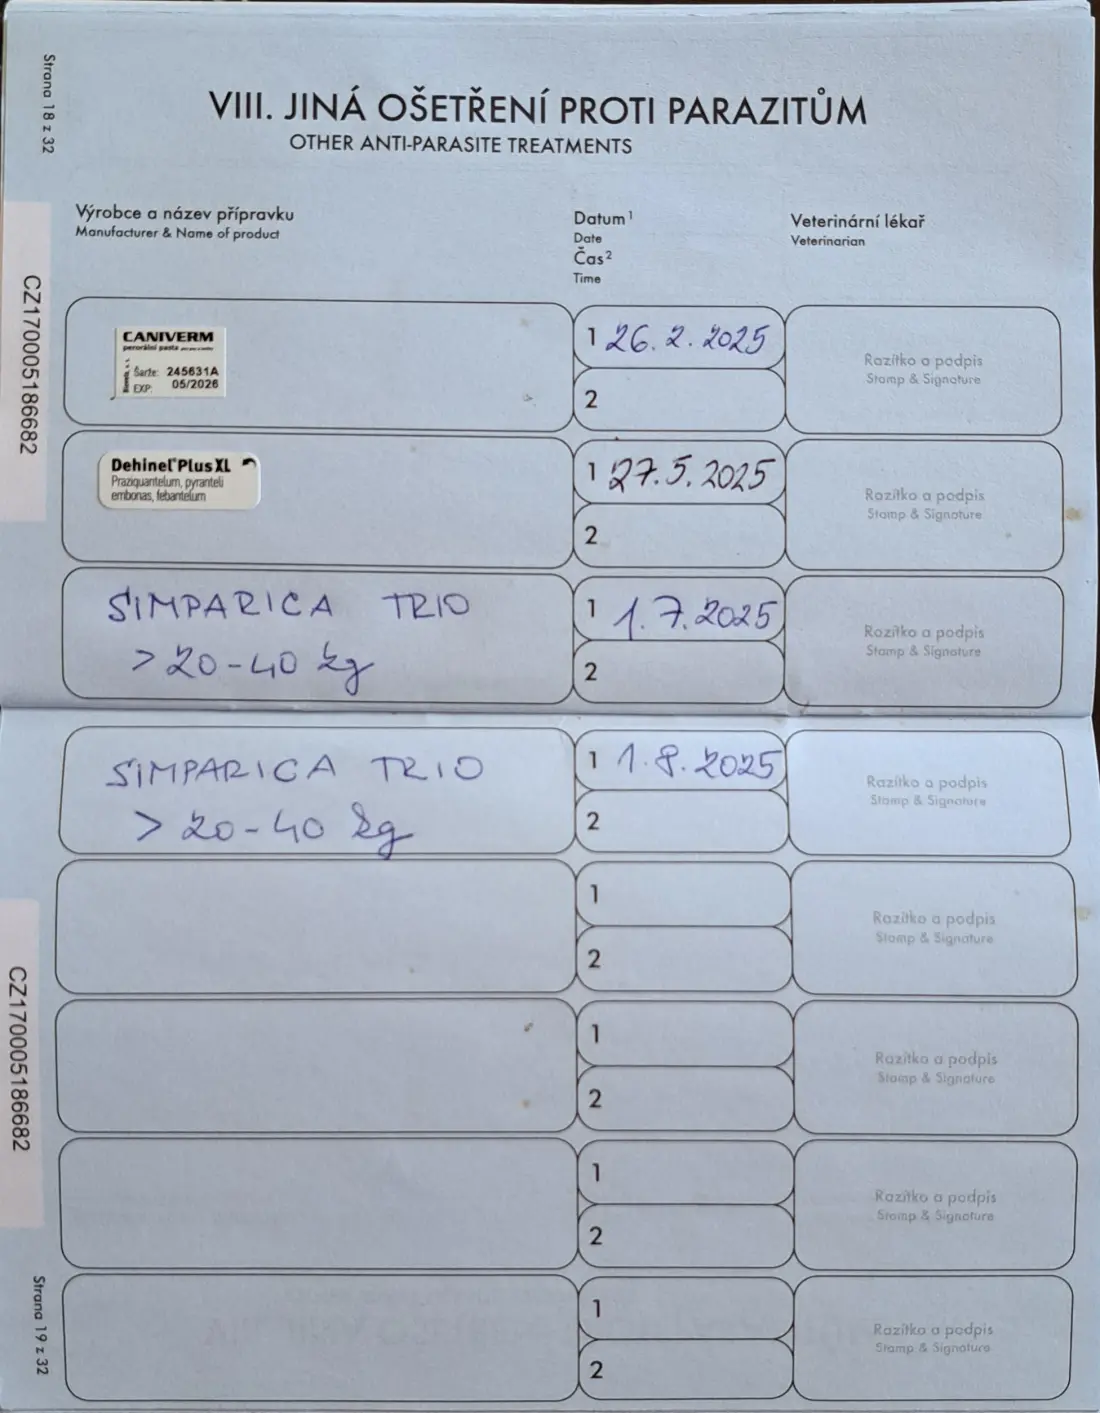 Strana 18 z 32
VIII. JINÁ OŠETŘENÍ PROTI PARAZITŮM
OTHER ANTI-PARASITE TREATMENTS
Výrobce a název přípravku
Manufacturer & Name of product
Datum¹
Date
Čas²
Time
Veterinární lékař
Veterinarian
CZ170005186682
CANIVERM
perorální pasta
Šarže: 245631A
EXP: 05/2026
1 26. 2. 2025
2
Razítko a podpis
Stamp & Signature
Dehinel® Plus XL
Praziquantelum, pyranteli
embonas, febantelum
1 27. 5. 2025
2
Razítko a podpis
Stamp & Signature
SIMPARICA TRIO
> 20-40 kg
1 1. 7. 2025
2
Razítko a podpis
Stamp & Signature
SIMPARICA TRIO
> 20-40 kg
1 1. 8. 2025
2
Razítko a podpis
Stamp & Signature
1
2
Razítko a podpis
Stamp & Signature
CZ170005186682
1
2
Razítko a podpis
Stamp & Signature
1
2
Razítko a podpis
Stamp & Signature
1
2
Razítko a podpis
Stamp & Signature
Strana 19 z 32